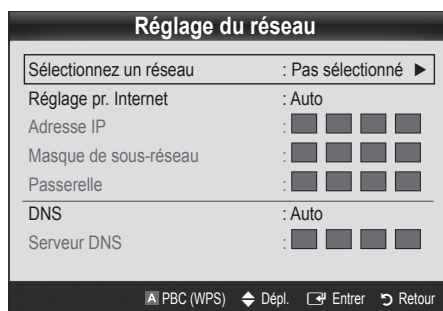 Réglage du réseau
Sélectionnez un réseau : Pas sélectionné ►
Réglage pr. Internet : Auto
Adresse IP :
Masque de sous-réseau :
Passerelle :
DNS : Auto
Serveur DNS :
A PBC (WPS) Dépl. Entrer Retour